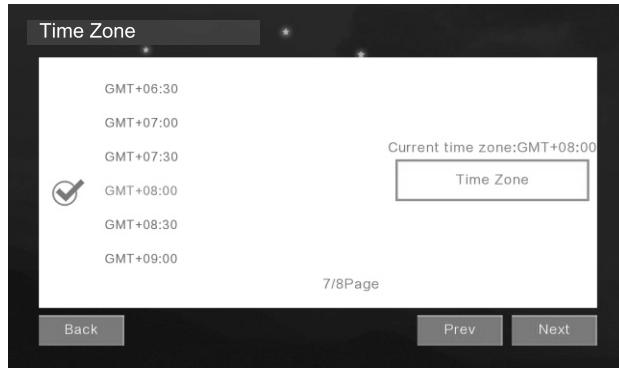 Time Zone
GMT+06:30
GMT+07:00
GMT+07:30
GMT+08:00
GMT+08:30
GMT+09:00
Current time zone:GMT+08:00
Time Zone
7/8Page
Back
Prev
Next